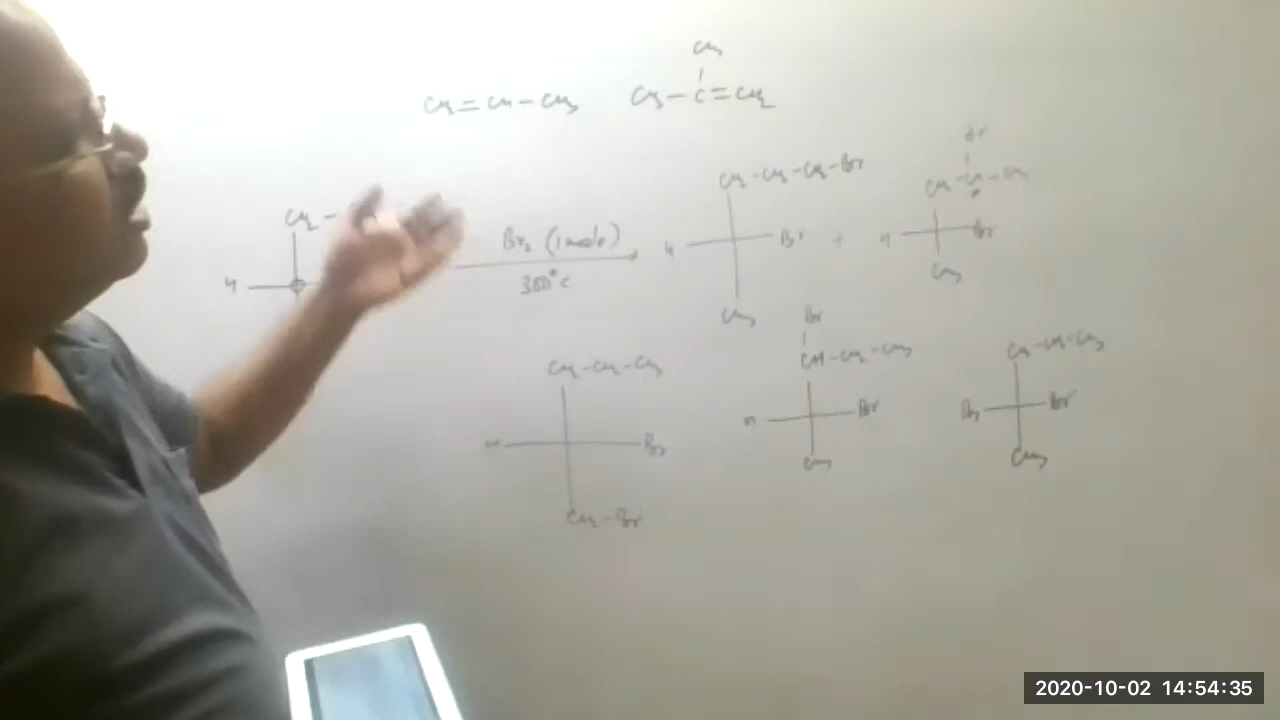 CH3
CH2=CH-CH3 CH3-C=CH2
Br
CH2-CH2-CH2-Br CH2-CH-CH3
CH2-
Br2 (1 mole) H Br + H Br
H 300°C
CH3
CH3
Br
CH2-CH2-CH3 CH-CH2-CH3 CH2-CH2-CH3
H Br Br Br
H Br
CH3 CH3
CH2-Br
2020-10-02 14:54:35